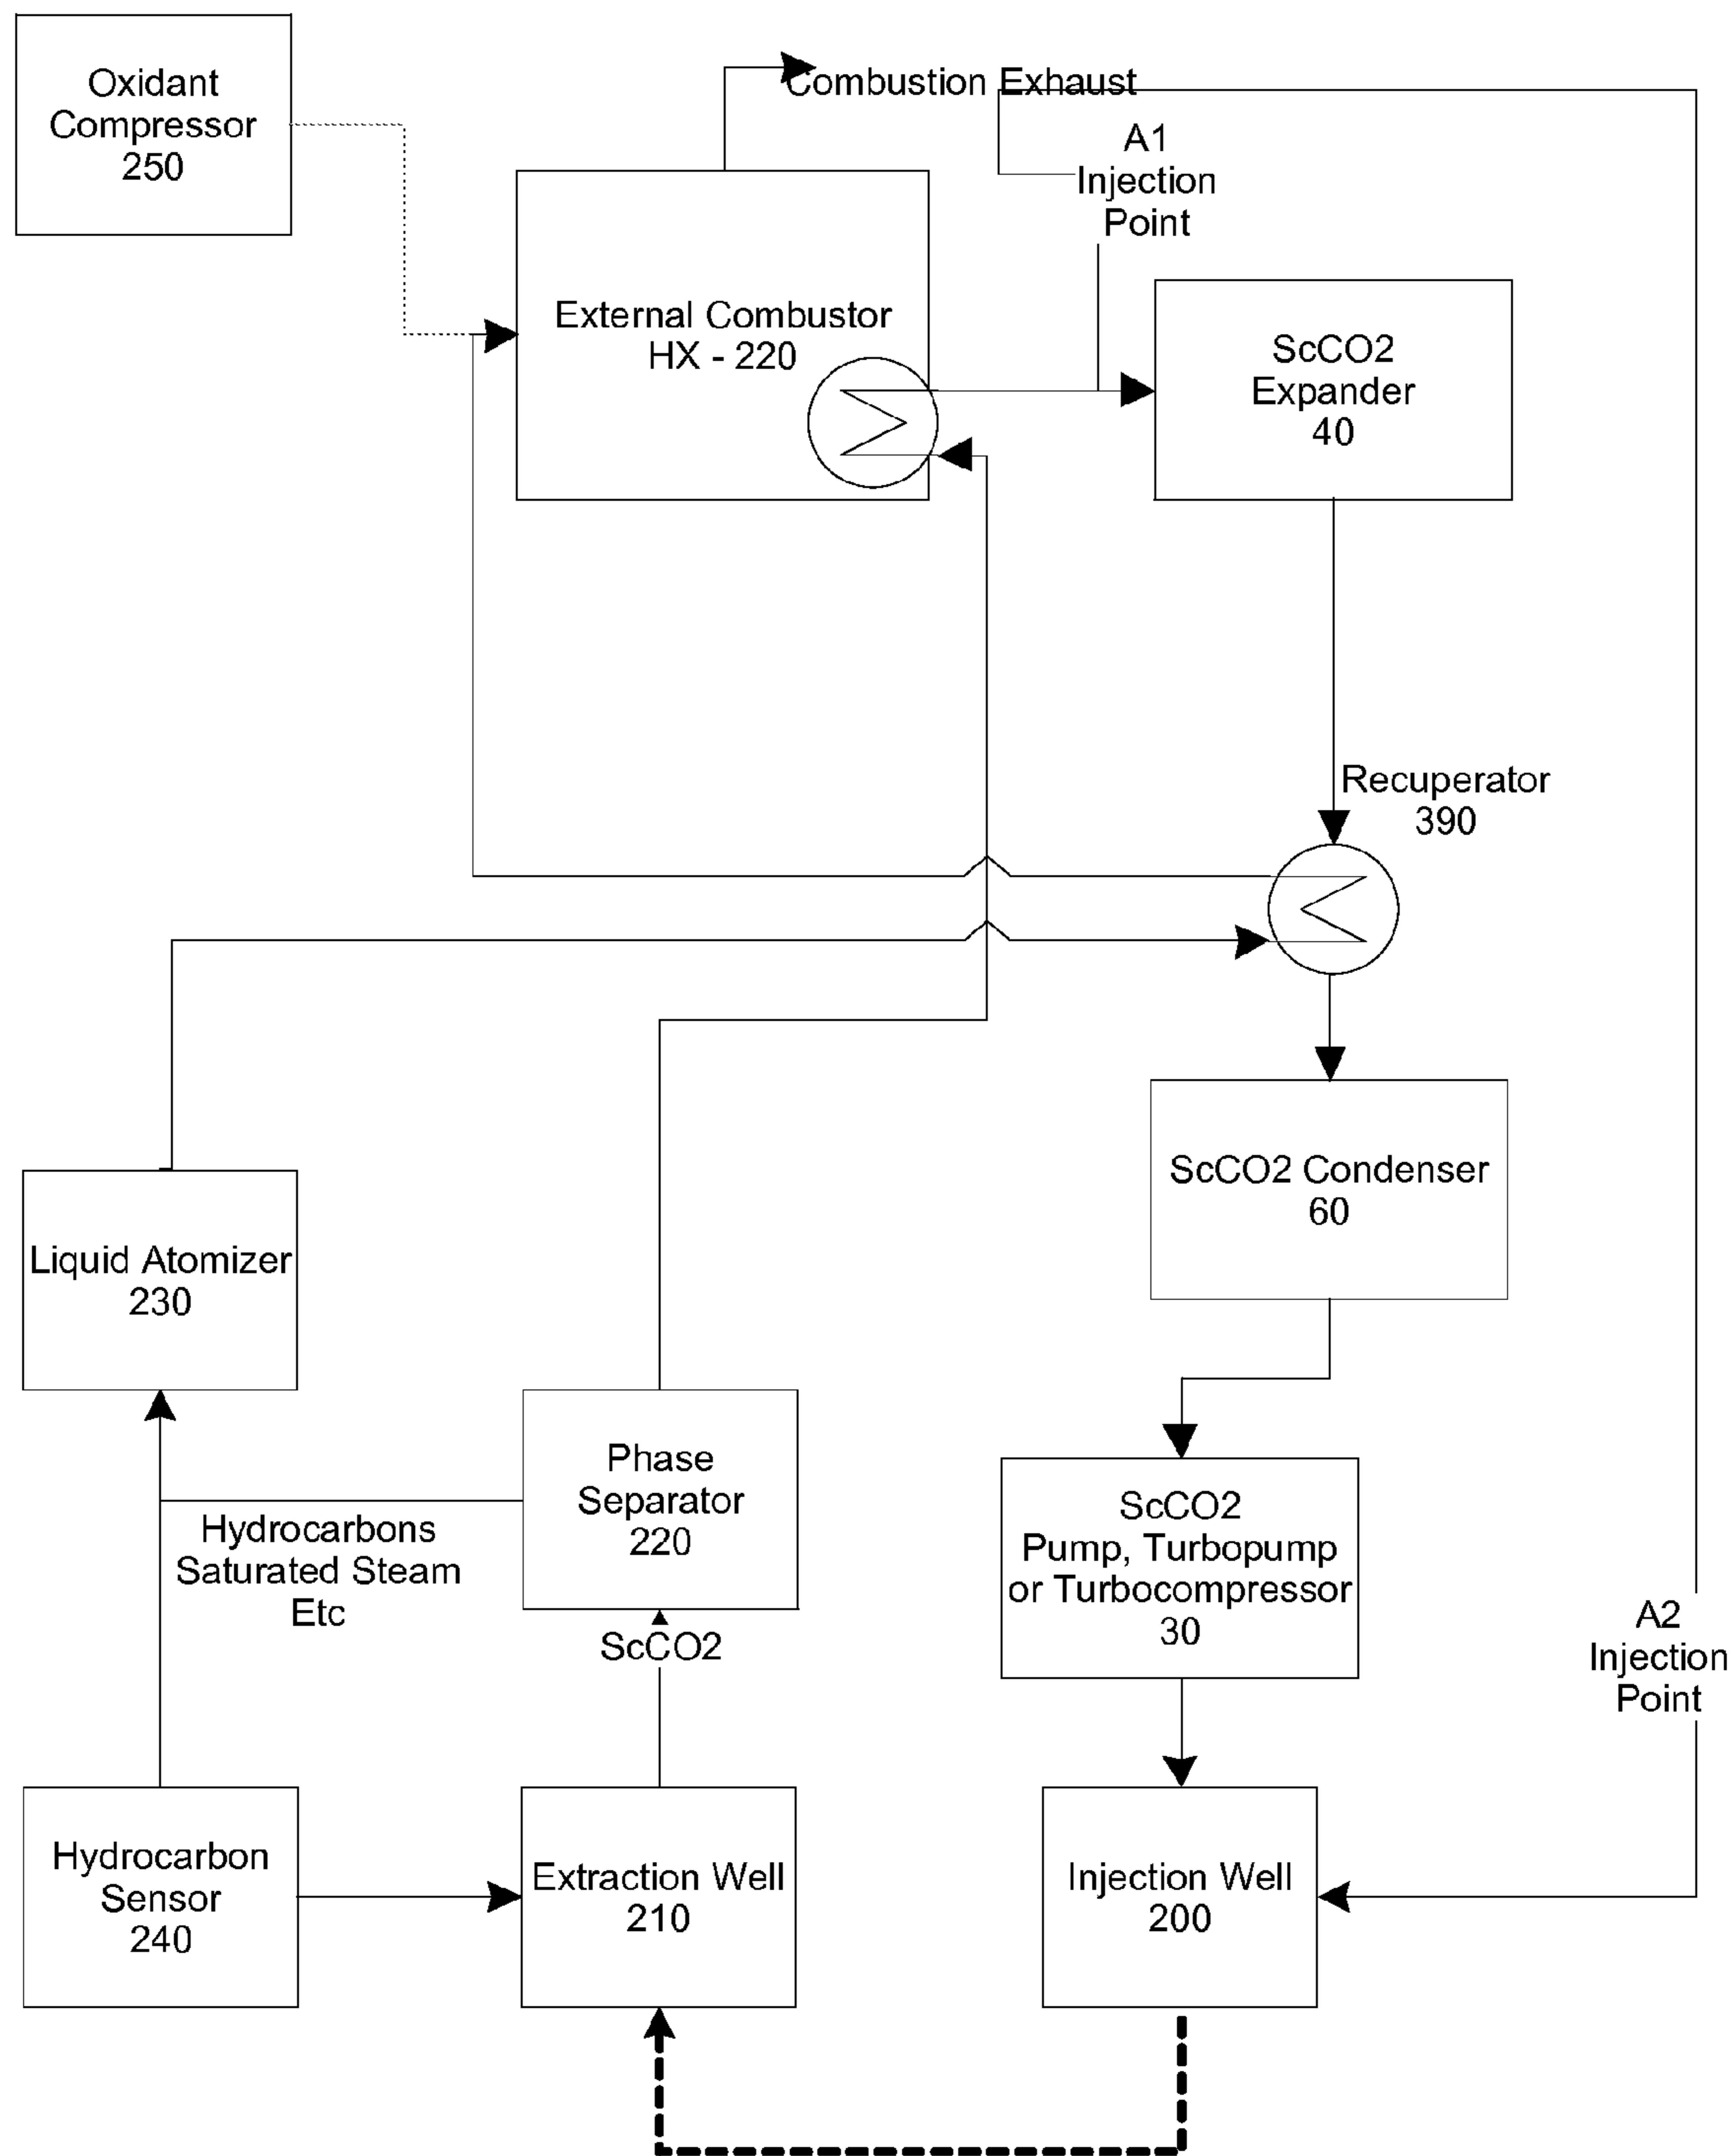 Oxidant
Compressor
250
Combustion Exhaust
A1
Injection
Point
External Combustor
HX - 220
ScCO2
Expander
40
Recuperator
390
ScCO2 Condenser
60
Liquid Atomizer
230
Phase
Separator
220
Hydrocarbons
Saturated Steam
Etc
ScCO2
Pump, Turbopump
or Turbocompressor
30
ScCO2
A2
Injection
Point
Hydrocarbon
Sensor
240
Extraction Well
210
Injection Well
200